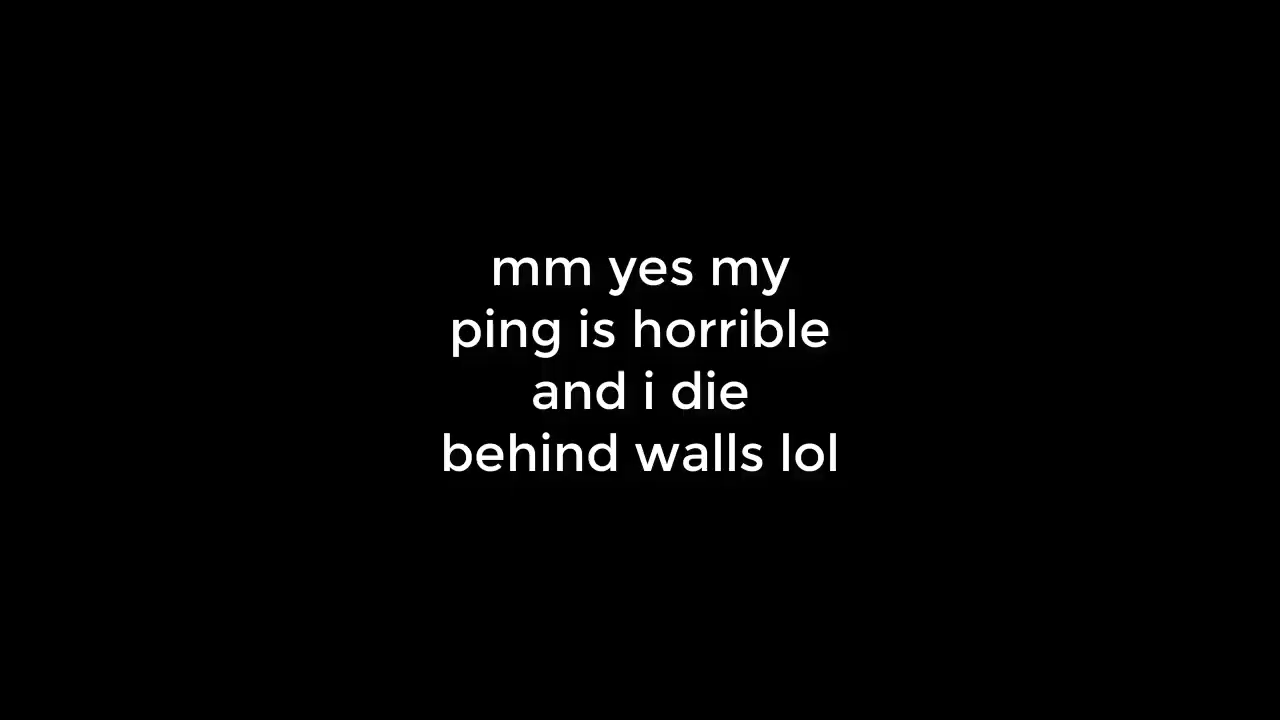 mm yes my
ping is horrible
and i die
behind walls lol